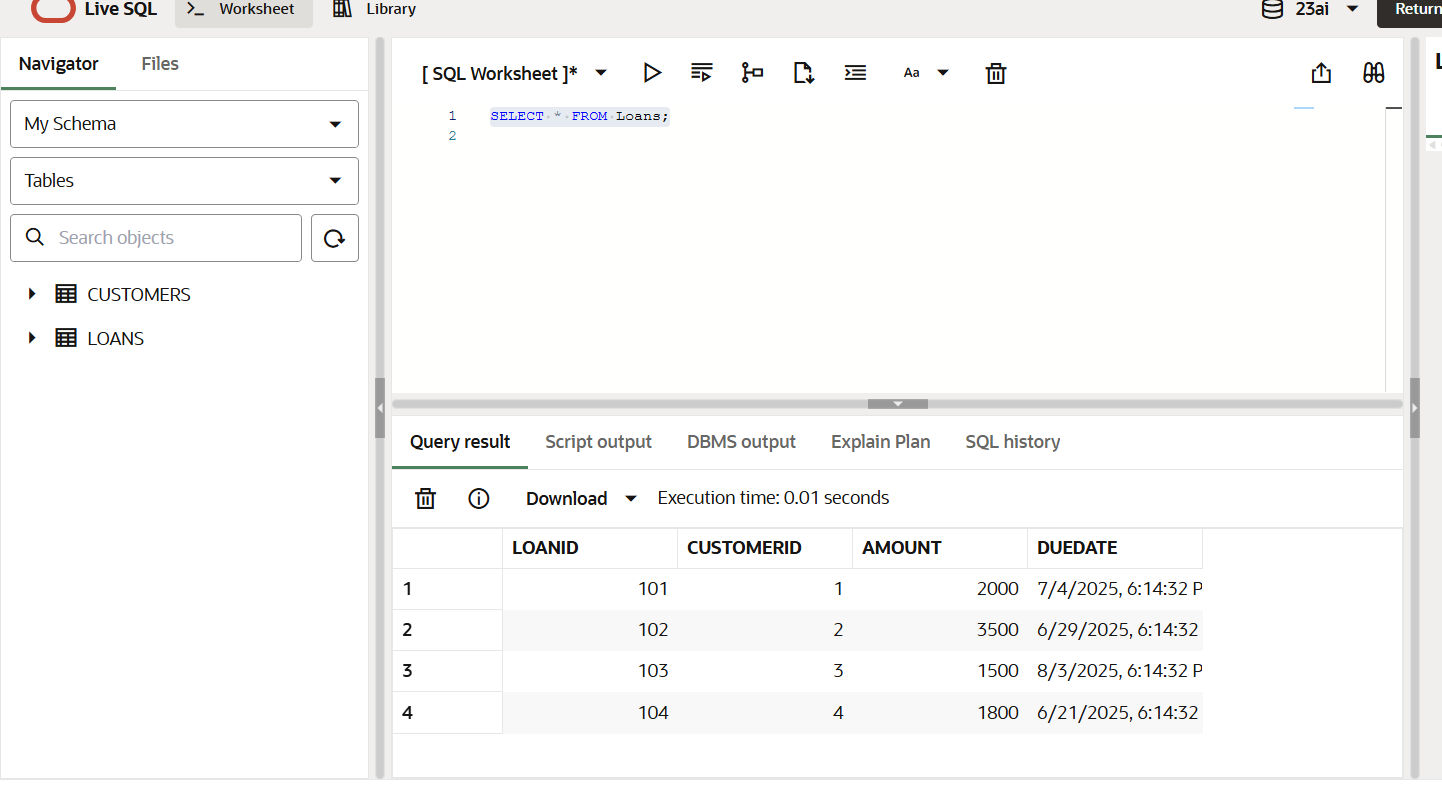 Live SQL
Worksheet
Library
23ai
Return
Navigator
Files
[ SQL Worksheet ]*
Aa
My Schema
Tables
Search objects
CUSTOMERS
LOANS
1 SELECT * FROM Loans;
2
Query result Script output DBMS output Explain Plan SQL history
Download Execution time: 0.01 seconds
LOANID CUSTOMERID AMOUNT DUEDATE
1 101 1 2000 7/4/2025, 6:14:32 P
2 102 2 3500 6/29/2025, 6:14:32
3 103 3 1500 8/3/2025, 6:14:32 P
4 104 4 1800 6/21/2025, 6:14:32